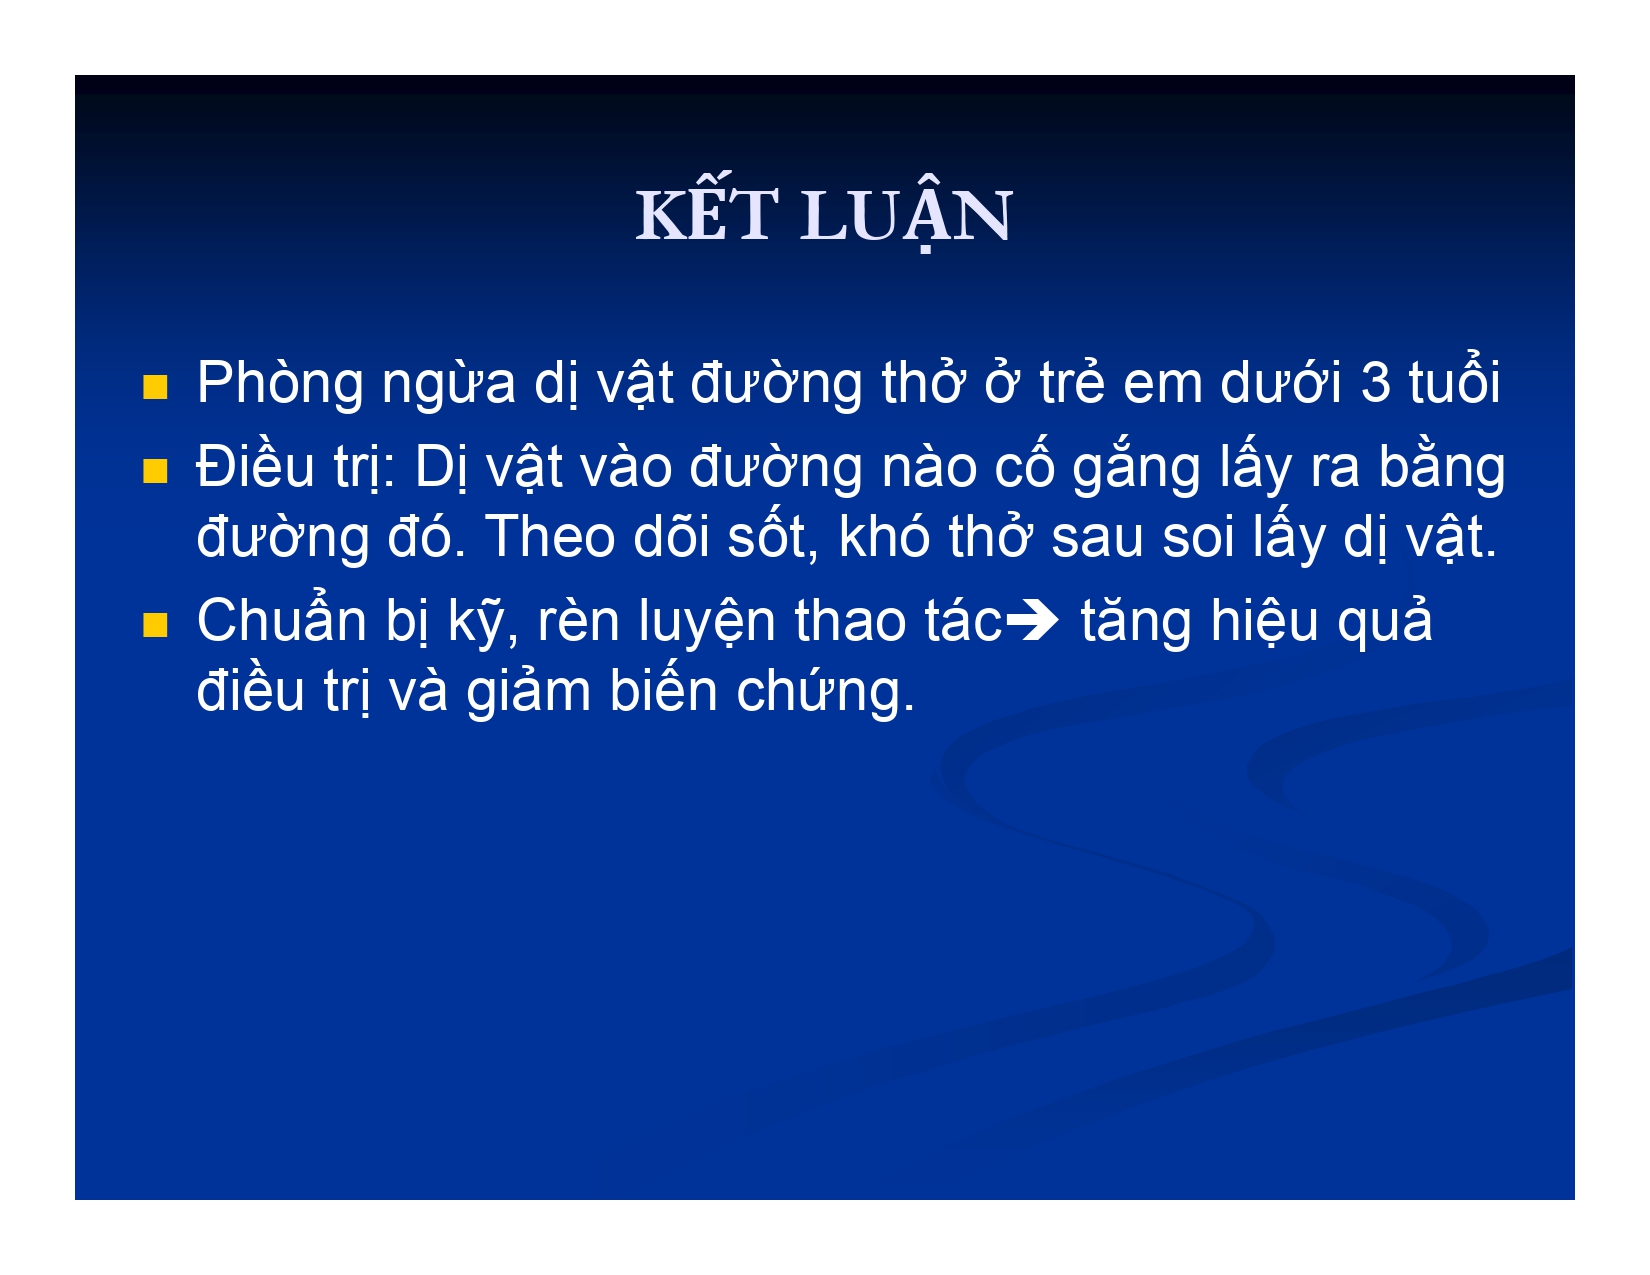 KẾT LUẬN
Phòng ngừa dị vật đường thở ở trẻ em dưới 3 tuổi
Điều trị: Dị vật vào đường nào cố gắng lấy ra bằng
đường đó. Theo dõi sốt, khó thở sau soi lấy dị vật.
Chuẩn bị kỹ, rèn luyện thao tác➔ tăng hiệu quả
điều trị và giảm biến chứng.